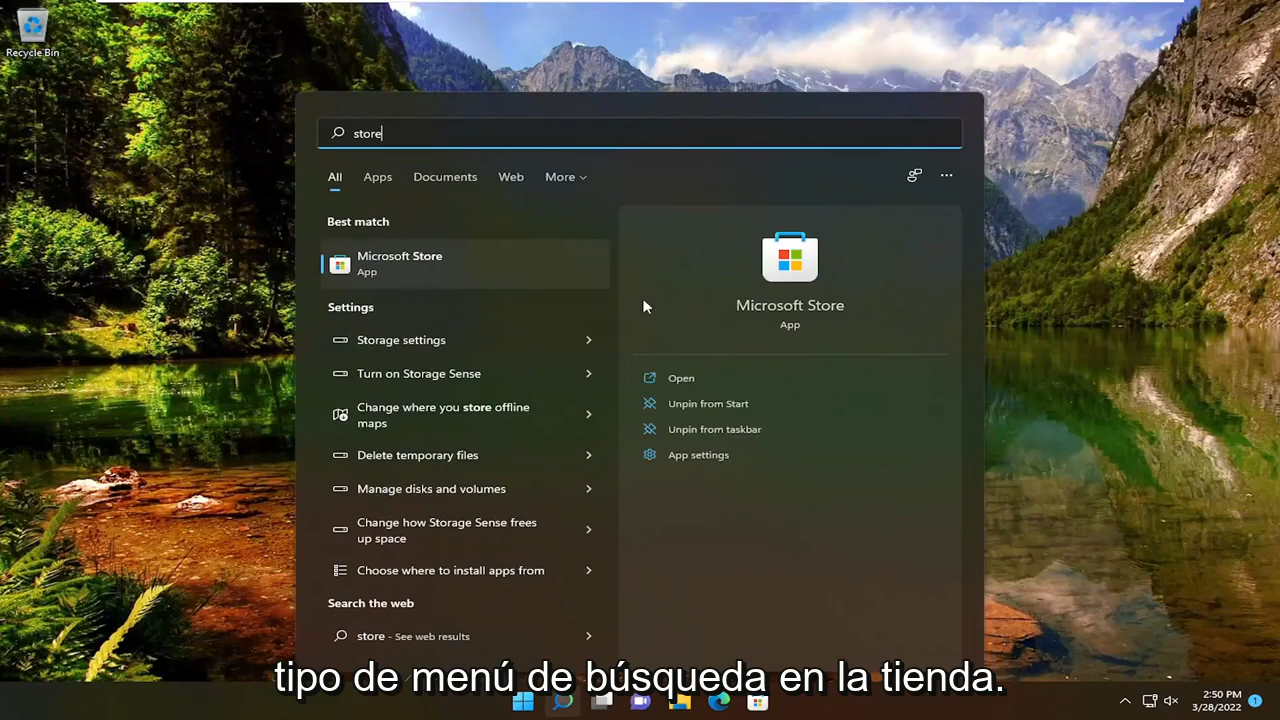 Recycle Bin
store
All Apps Documents Web More
Best match
Microsoft Store
App
Settings
Storage settings
Turn on Storage Sense
Change where you store offline
maps
Delete temporary files
Manage disks and volumes
Change how Storage Sense frees
up space
Choose where to install apps from
Search the web
store - See web results
Microsoft Store
App
Open
Unpin from Start
Unpin from taskbar
App settings
tipo de menú de búsqueda en la tienda.
2:50 PM
3/28/2022
1